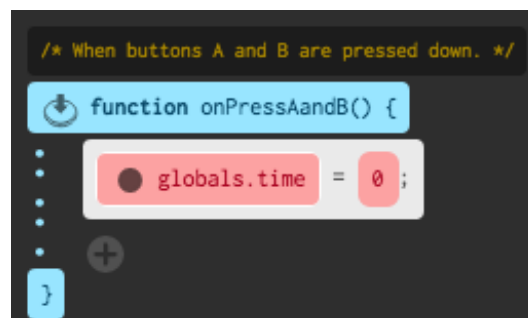 /* When buttons A and B are pressed down. */
function onPressAandB() {
globals.time = 0;
}